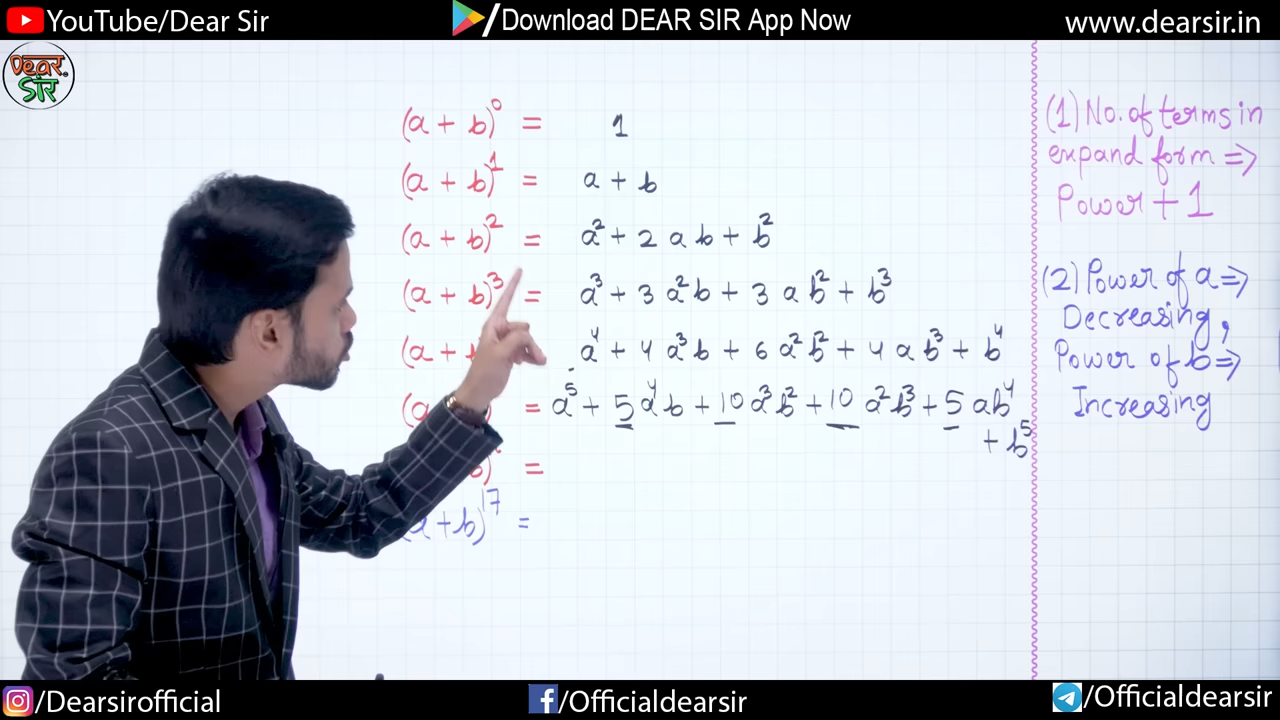 YouTube/Dear Sir
/Download DEAR SIR App Now
www.dearsir.in
Dear
सर
(a + b)⁰ = 1
(a + b)¹ = a + b
(a + b)² = a² + 2ab + b²
(a + b)³ = a³ + 3a²b + 3ab² + b³
(a + = a⁴ + 4a³b + 6a²b² + 4ab³ + b⁴
(a = a⁵ + 5a⁴b + 10a³b² + 10a²b³ + 5ab⁴
+ b⁵
b) =
(a + b)¹⁷ =
(1) No. of terms in
expand form ⇒
Power + 1
(2) Power of a ⇒
Decreasing,
Power of b ⇒
Increasing
/Dearsirofficial
/Officialdearsir
/Officialdearsir